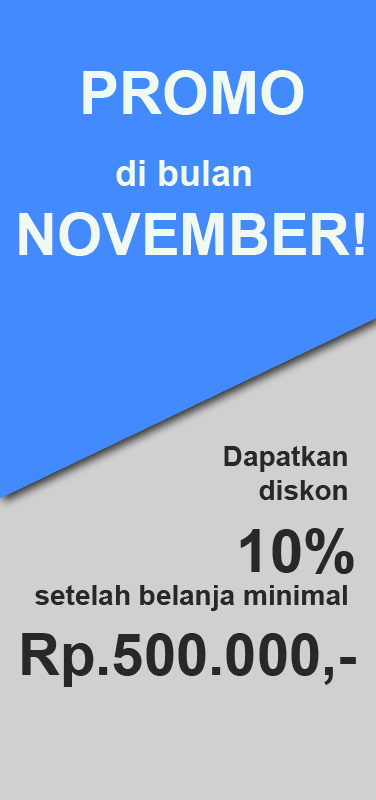 PROMO
di bulan
NOVEMBER!
Dapatkan
diskon
10%
setelah belanja minimal
Rp.500.000,-